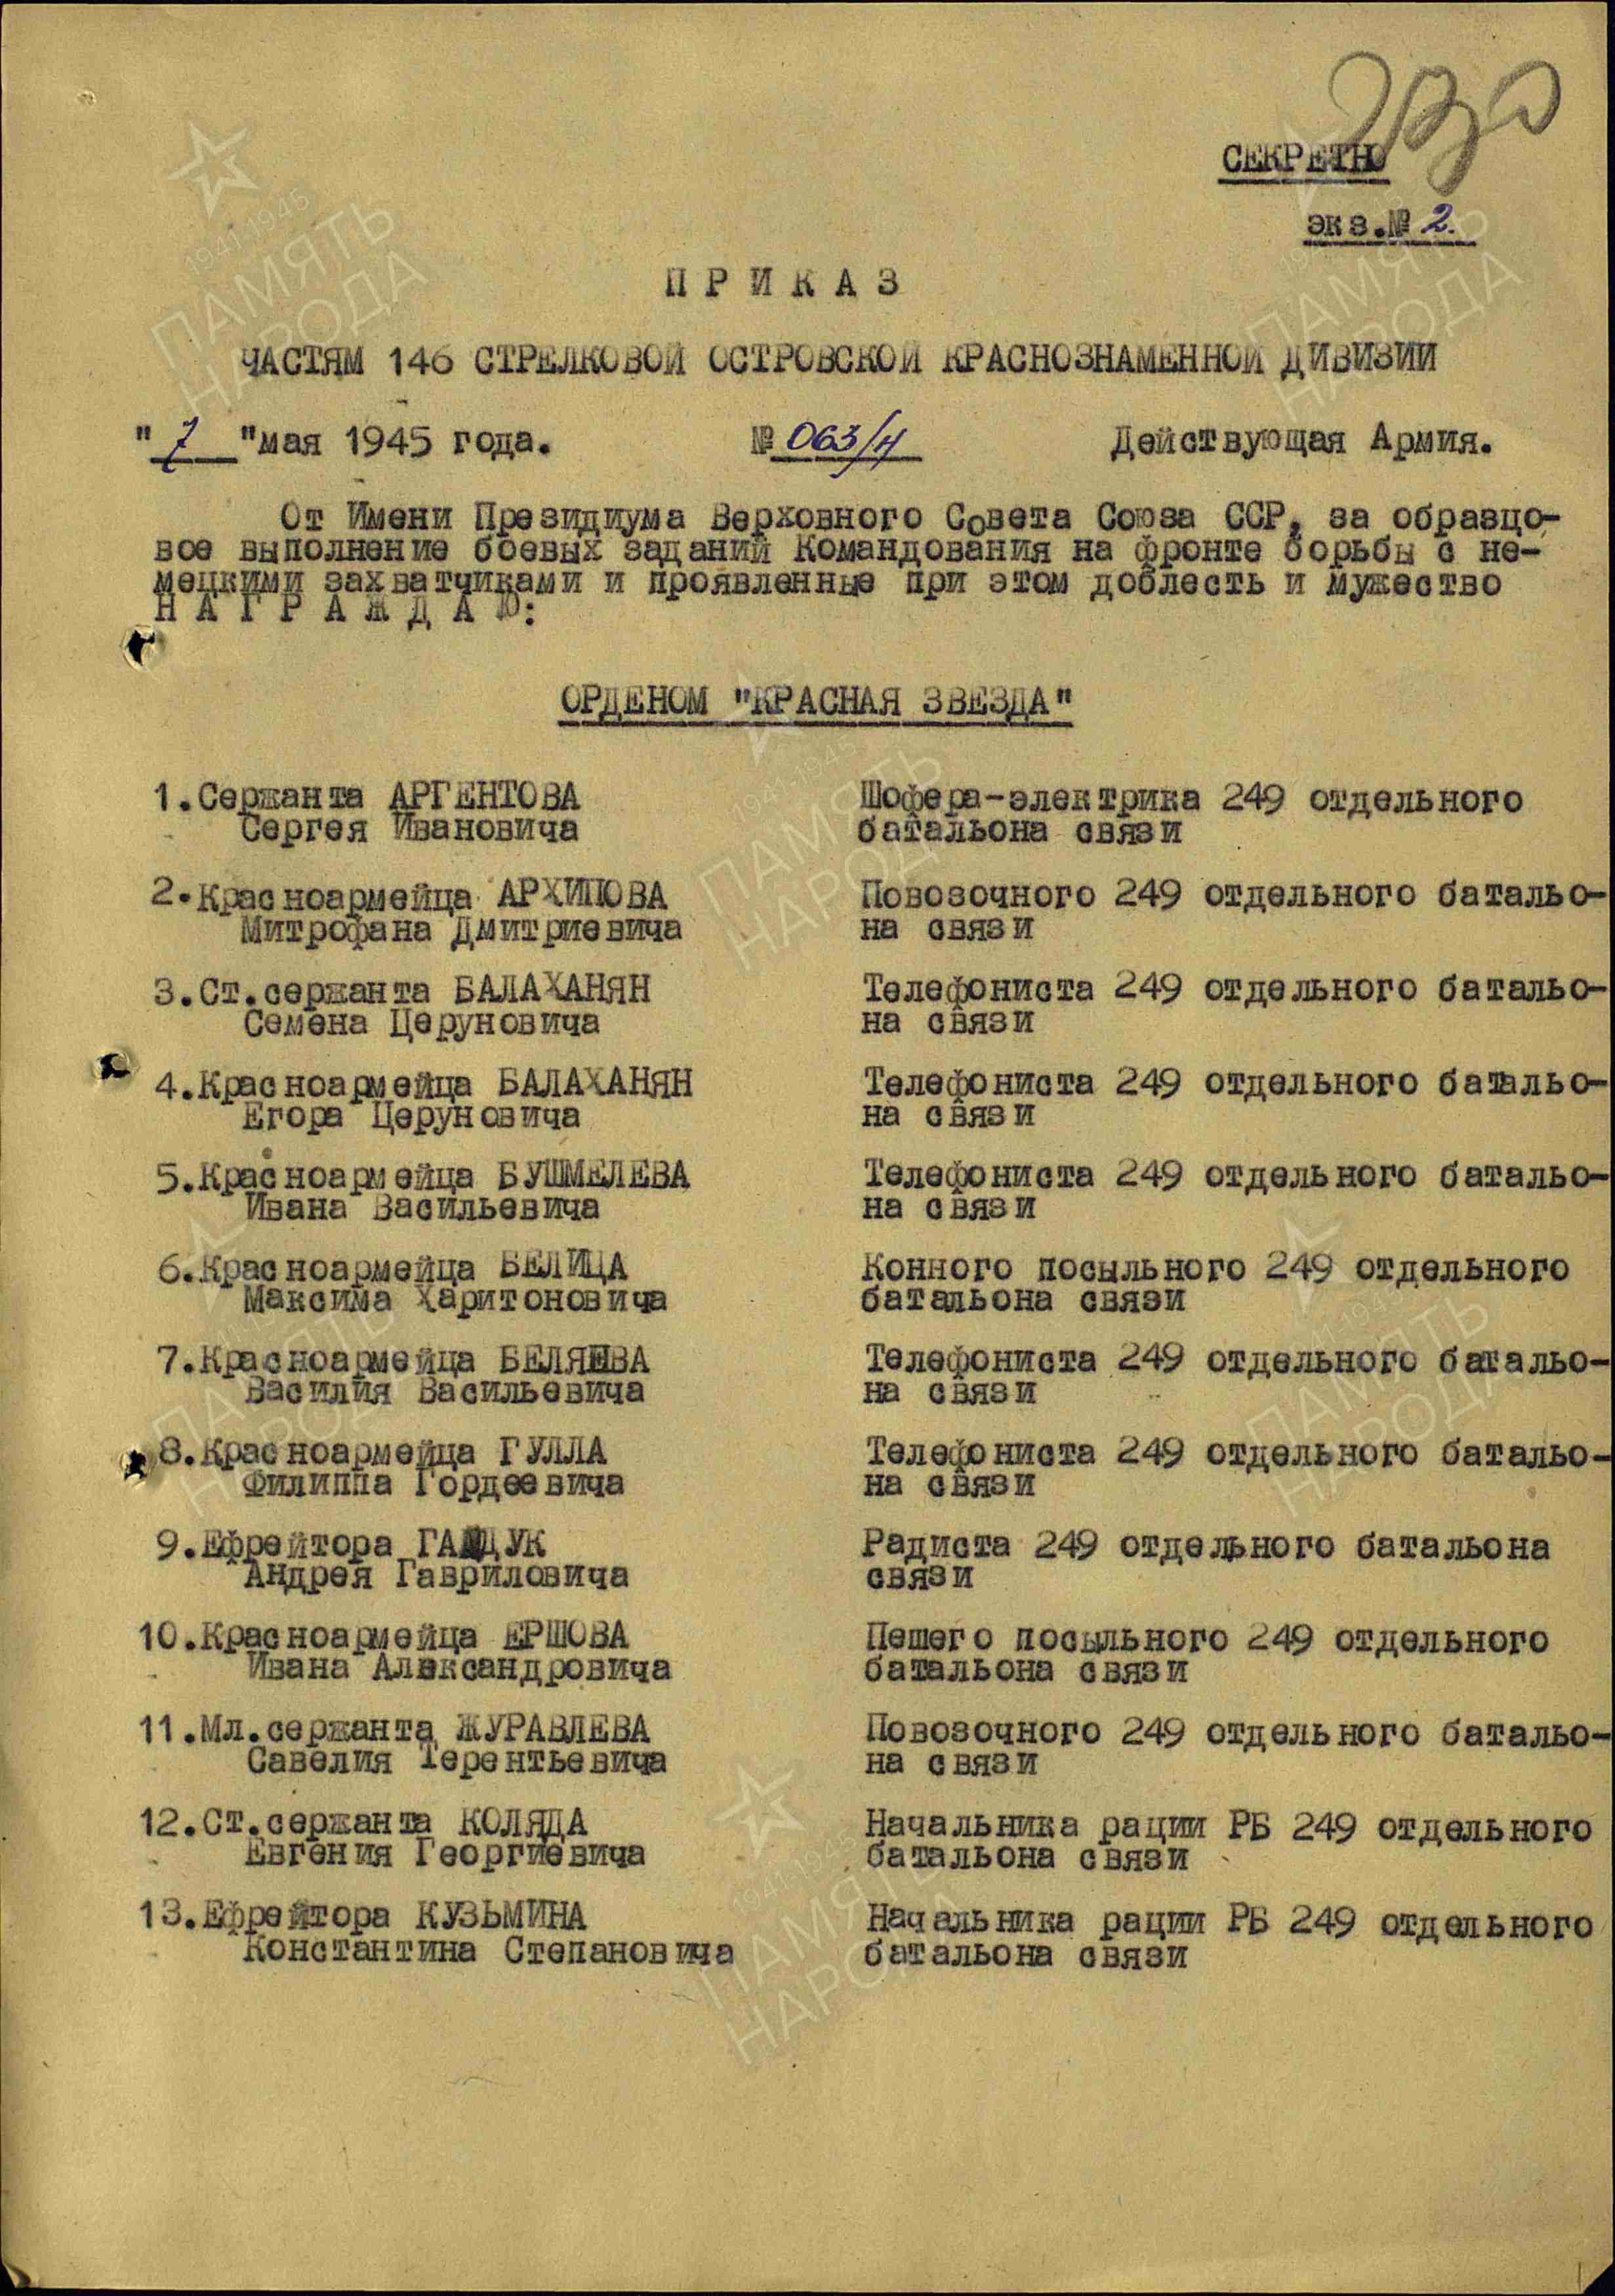 СЕКРЕТНО
экз.№ 2.
П Р И К А З
ЧАСТЯМ 146 СТРЕЛКОВОЙ ОСТРОВСКОЙ КРАСНОЗНАМЕННОЙ ДИВИЗИИ
" 7 "мая 1945 года. № 063/н Действующая Армия.
От Имени Президиума Верховного Совета Союза ССР, за образцо-
вое выполнение боевых заданий Командования на фронте борьбы с не-
мецкими захватчиками и проявленные при этом доблесть и мужество
Н А Г Р А Ж Д А Ю:
ОРДЕНОМ "КРАСНАЯ ЗВЕЗДА"
1.Сержанта АРГЕНТОВА Шофера-электрика 249 отдельного
Сергея Ивановича батальона связи
2.Красноармейца АРХИПОВА Повозочного 249 отдельного батальо-
Митрофана Дмитриевича на связи
3.Ст.сержанта БАЛАХАНЯН Телефониста 249 отдельного батальо-
Семена Церуновича на связи
4.Красноармейца БАЛАХАНЯН Телефониста 249 отдельного батальо-
Егора Церуновича на связи
5.Красноармейца БУШМЕЛЕВА Телефониста 249 отдельного батальо-
Ивана Васильевича на связи
6.Красноармейца БЕЛИЦА Конного посыльного 249 отдельного
Максима Харитоновича батальона связи
7.Красноармейца БЕЛЯЕВА Телефониста 249 отдельного батальо-
Василия Васильевича на связи
8.Красноармейца ГУЛЛА Телефониста 249 отдельного батальо-
Филиппа Гордеевича на связи
9.Ефрейтора Радиста 249 отдельного батальона
Андрея Гавриловича связи
10.Красноармейца ЕРШОВА Пешего посыльного 249 отдельного
Ивана Александровича батальона связи
11.Мл.сержанта ЖУРАВЛЕВА Повозочного 249 отдельного батальо-
Савелия Терентьевича на связи
12.Ст.сержанта КОЛЯДА Начальника рации РБ 249 отдельного
Евгения Георгиевича батальона связи
13.Ефрейтора КУЗЬМИНА Начальника рации РБ 249 отдельного
Константина Степановича батальона связи
1941-1945
ПАМЯТЬ
НАРОДА